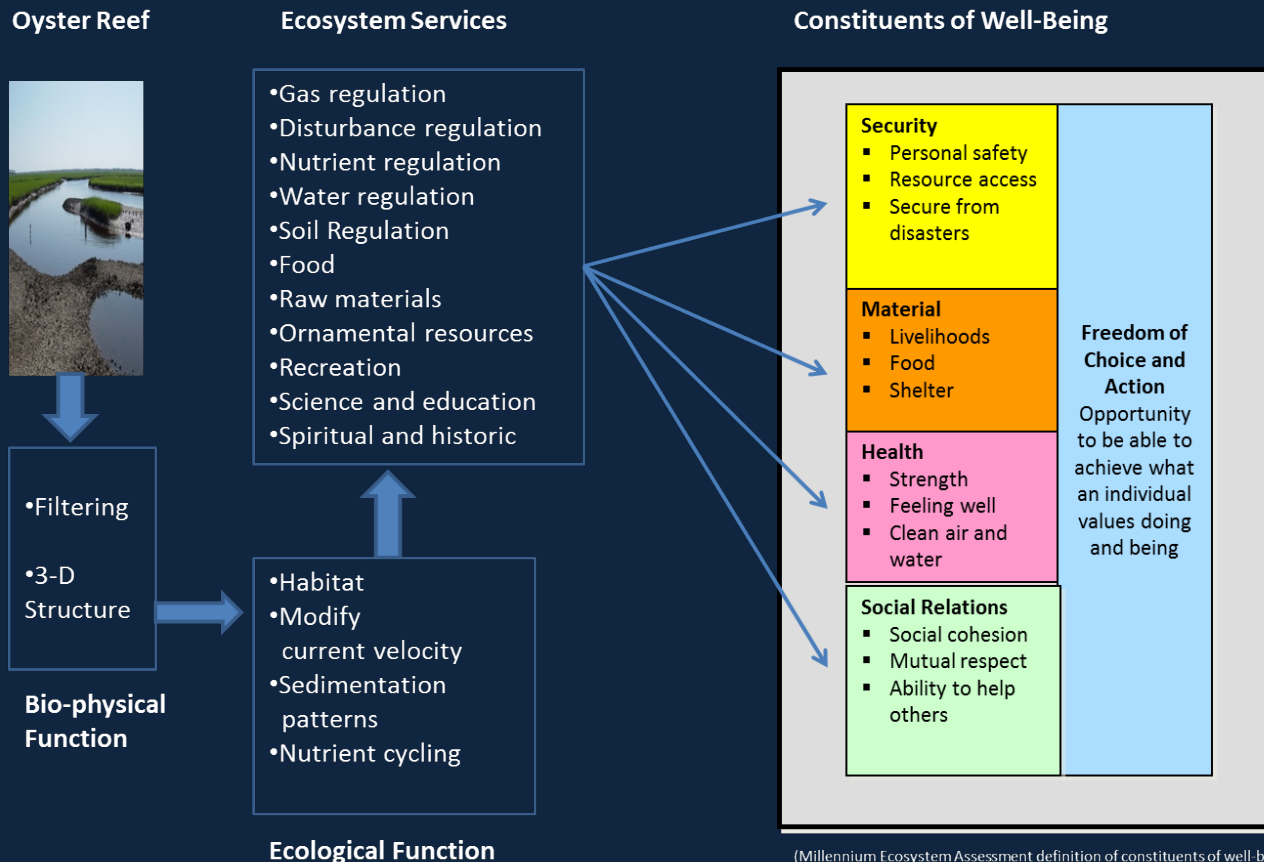 Oyster Reef
Ecosystem Services
Constituents of Well-Being
•Gas regulation
•Disturbance regulation
•Nutrient regulation
•Water regulation
•Soil Regulation
•Food
•Raw materials
•Ornamental resources
•Recreation
•Science and education
•Spiritual and historic
•Filtering
•3-D
Structure
Bio-physical
Function
•Habitat
•Modify
current velocity
•Sedimentation
patterns
•Nutrient cycling
Ecological Function
Security
▪ Personal safety
▪ Resource access
▪ Secure from
disasters
Material
▪ Livelihoods
▪ Food
▪ Shelter
Health
▪ Strength
▪ Feeling well
▪ Clean air and
water
Social Relations
▪ Social cohesion
▪ Mutual respect
▪ Ability to help
others
Freedom of
Choice and
Action
Opportunity
to be able to
achieve what
an individual
values doing
and being
(Millennium Ecosystem Assessment definition of constituents of